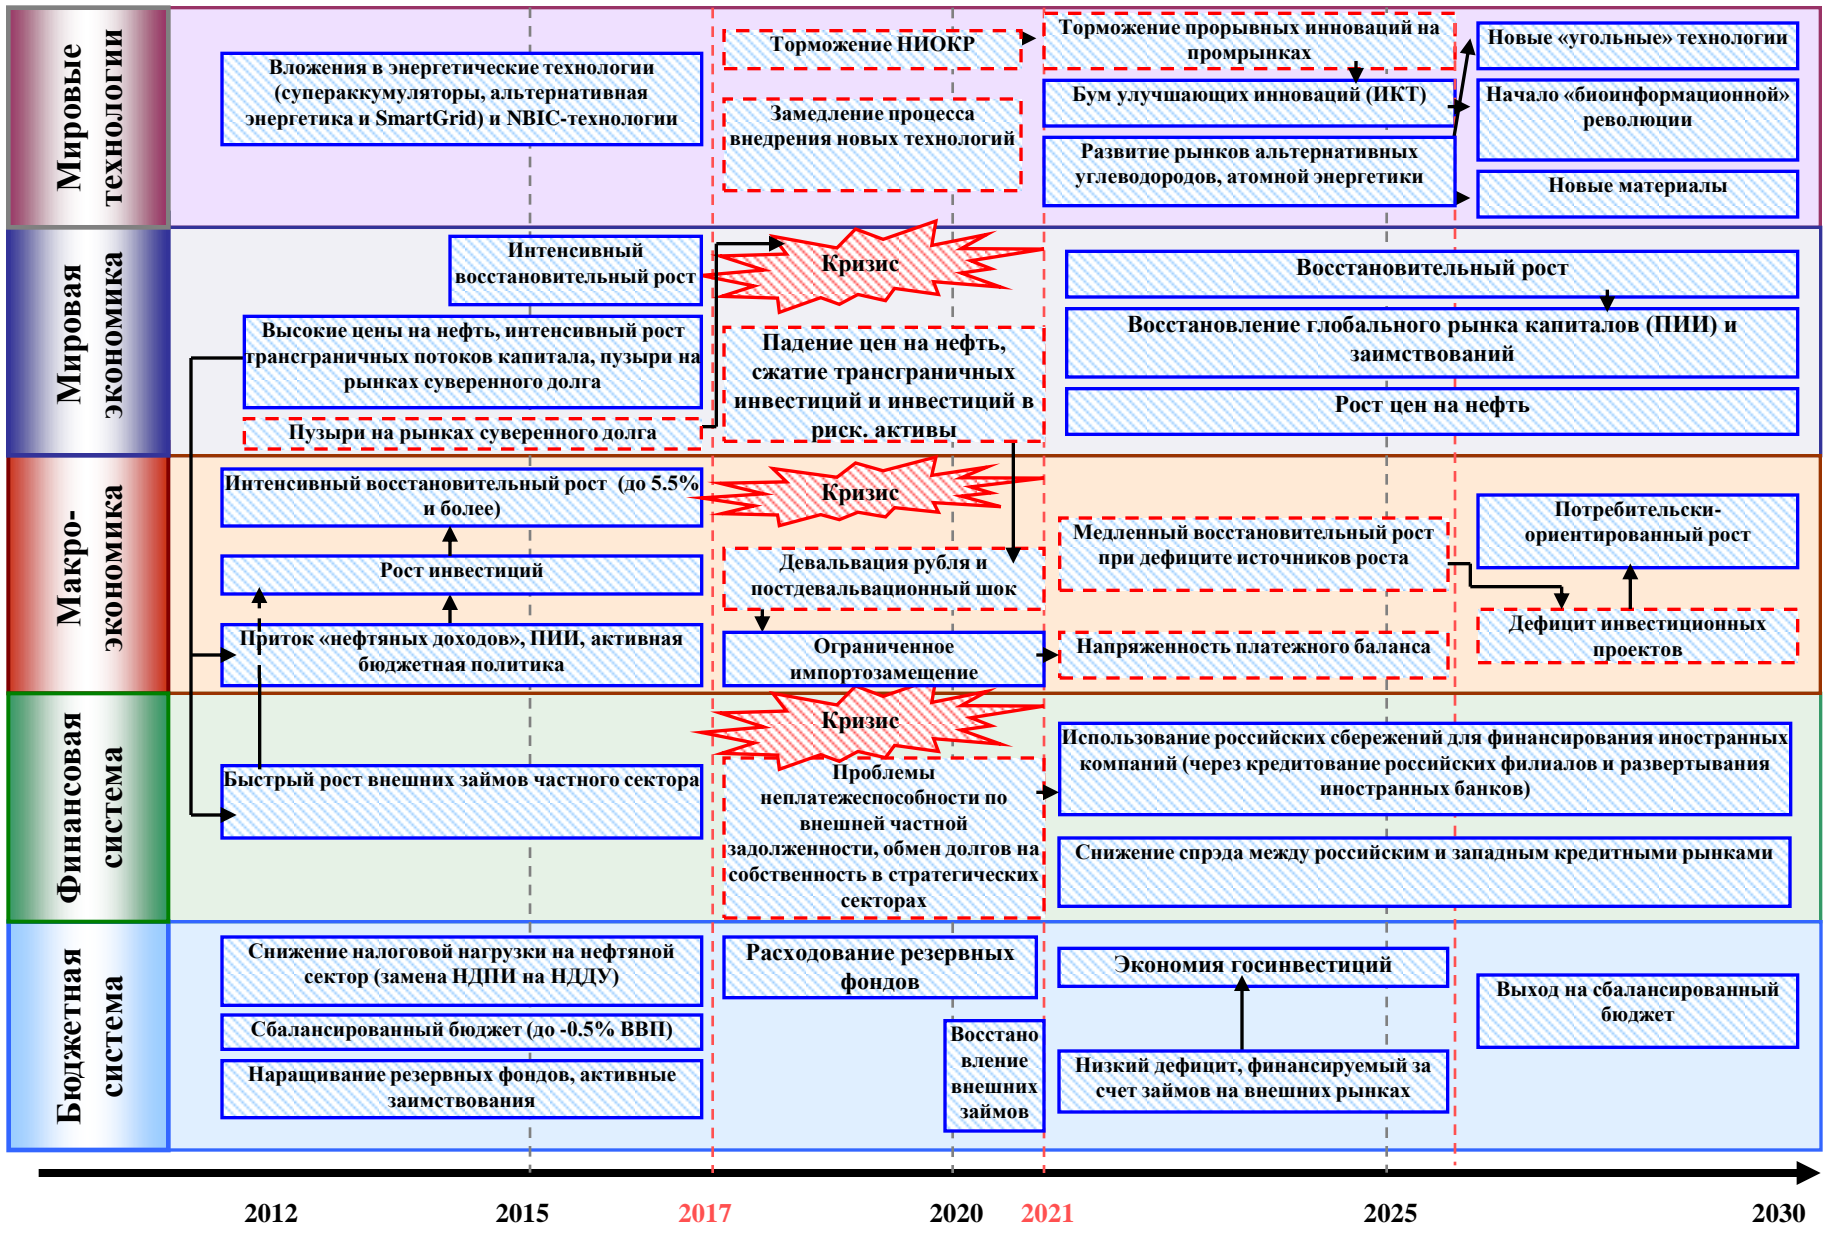 Мировые
технологии
Вложения в энергетические технологии
(супераккумуляторы, альтернативная
энергетика и SmartGrid) и NBIC-технологии
Торможение НИОКР
Замедление процесса
внедрения новых технологий
Торможение прорывных инноваций на
промрынках
Бум улучшающих инноваций (ИКТ)
Развитие рынков альтернативных
углеводородов, атомной энергетики
Новые «угольные» технологии
Начало «биоинформационной»
революции
Новые материалы
Мировая
экономика
Интенсивный
восстановительный рост
Высокие цены на нефть, интенсивный рост
трансграничных потоков капитала, пузыри на
рынках суверенного долга
Пузыри на рынках суверенного долга
Кризис
Падение цен на нефть,
сжатие трансграничных
инвестиций и инвестиций в
риск. активы
Восстановительный рост
Восстановление глобального рынка капиталов (ПИИ) и
заимствований
Рост цен на нефть
Макро-
экономика
Интенсивный восстановительный рост (до 5.5%
и более)
Рост инвестиций
Приток «нефтяных доходов», ПИИ, активная
бюджетная политика
Кризис
Девальвация рубля и
постдевальвационный шок
Ограниченное
импортозамещение
Медленный восстановительный рост
при дефиците источников роста
Напряженность платежного баланса
Потребительски-
ориентированный рост
Дефицит инвестиционных
проектов
Финансовая
система
Быстрый рост внешних займов частного сектора
Кризис
Проблемы
неплатежеспособности по
внешней частной
задолженности, обмен долгов на
собственность в стратегических
секторах
Использование российских сбережений для финансирования иностранных
компаний (через кредитование российских филиалов и развертывания
иностранных банков)
Снижение спрэда между российским и западным кредитными рынками
Бюджетная
система
Снижение налоговой нагрузки на нефтяной
сектор (замена НДПИ на НДДУ)
Сбалансированный бюджет (до -0.5% ВВП)
Наращивание резервных фондов, активные
заимствования
Расходование резервных
фондов
Восстано
вление
внешних
займов
Экономия госинвестиций
Низкий дефицит, финансируемый за
счет займов на внешних рынках
Выход на сбалансированный
бюджет
2012
2015
2017
2020
2021
2025
2030